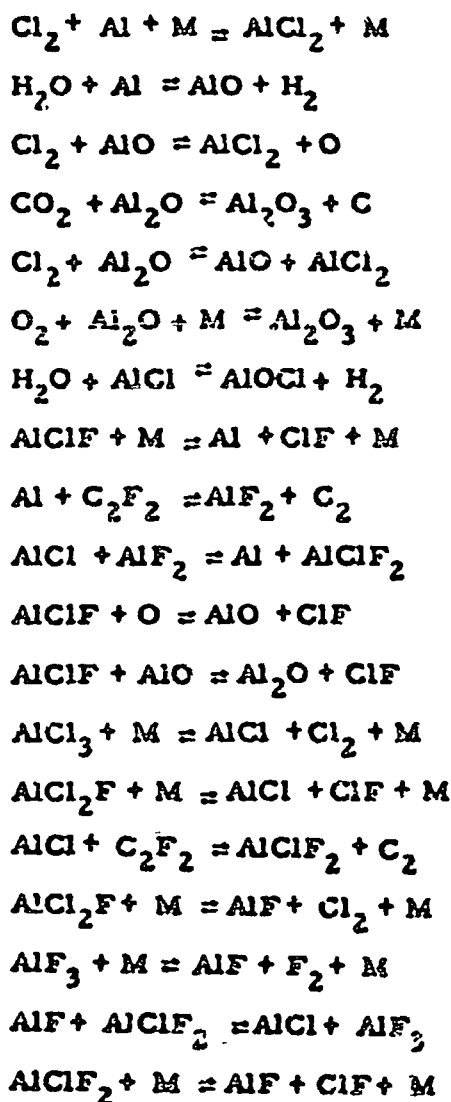 Cl2 + Al + M = AlCl2 + M
H2O + Al = AlO + H2
Cl2 + AlO = AlCl2 + O
CO2 + Al2O = Al2O3 + C
Cl2 + Al2O = AlO + AlCl2
O2 + Al2O + M = Al2O3 + M
H2O + AlCl = AlOCl + H2
AlClF + M = Al + ClF + M
Al + C2F2 = AlF2 + C2
AlCl + AlF2 = Al + AlClF2
AlClF + O = AlO + ClF
AlClF + AlO = Al2O + ClF
AlCl3 + M = AlCl + Cl2 + M
AlCl2F + M = AlCl + ClF + M
AlCl + C2F2 = AlClF2 + C2
AlCl2F + M = AlF + Cl2 + M
AlF3 + M = AlF + F2 + M
AlF + AlClF2 = AlCl + AlF3
AlClF2 + M = AlF + ClF + M